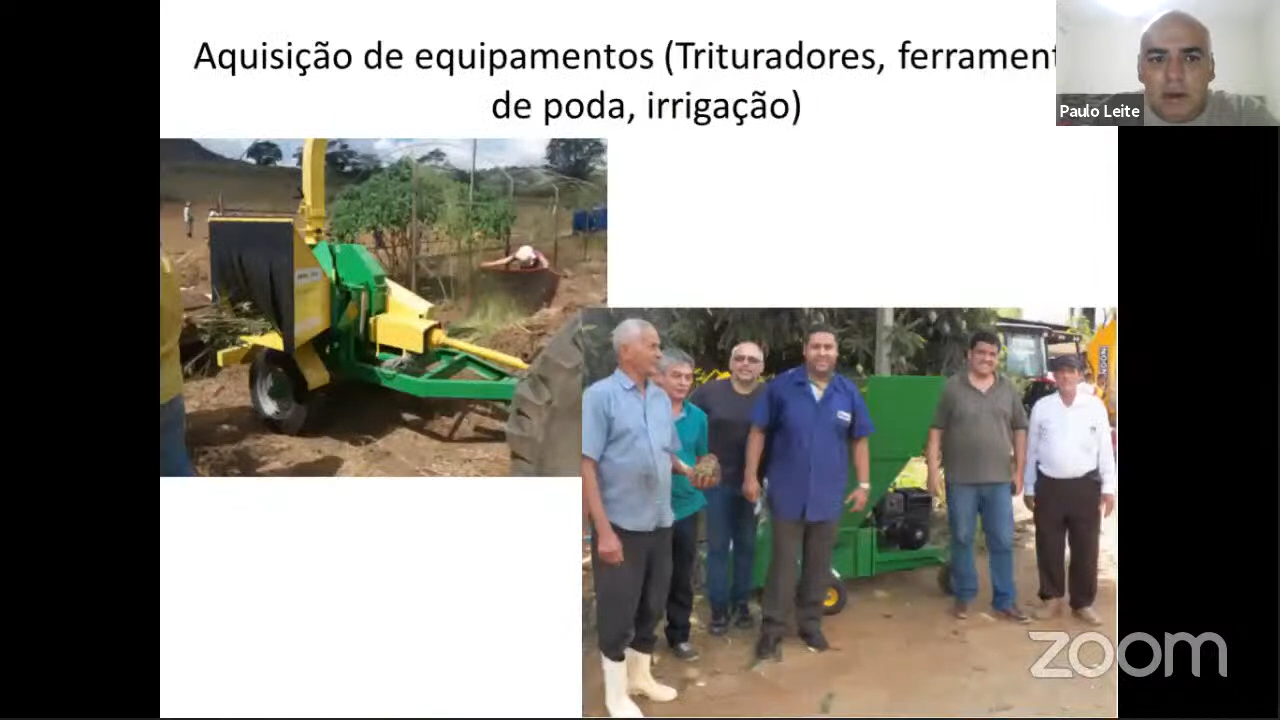 Aquisição de equipamentos (Trituradores, ferrament
de poda, irrigação)
Paulo Leite
zoom